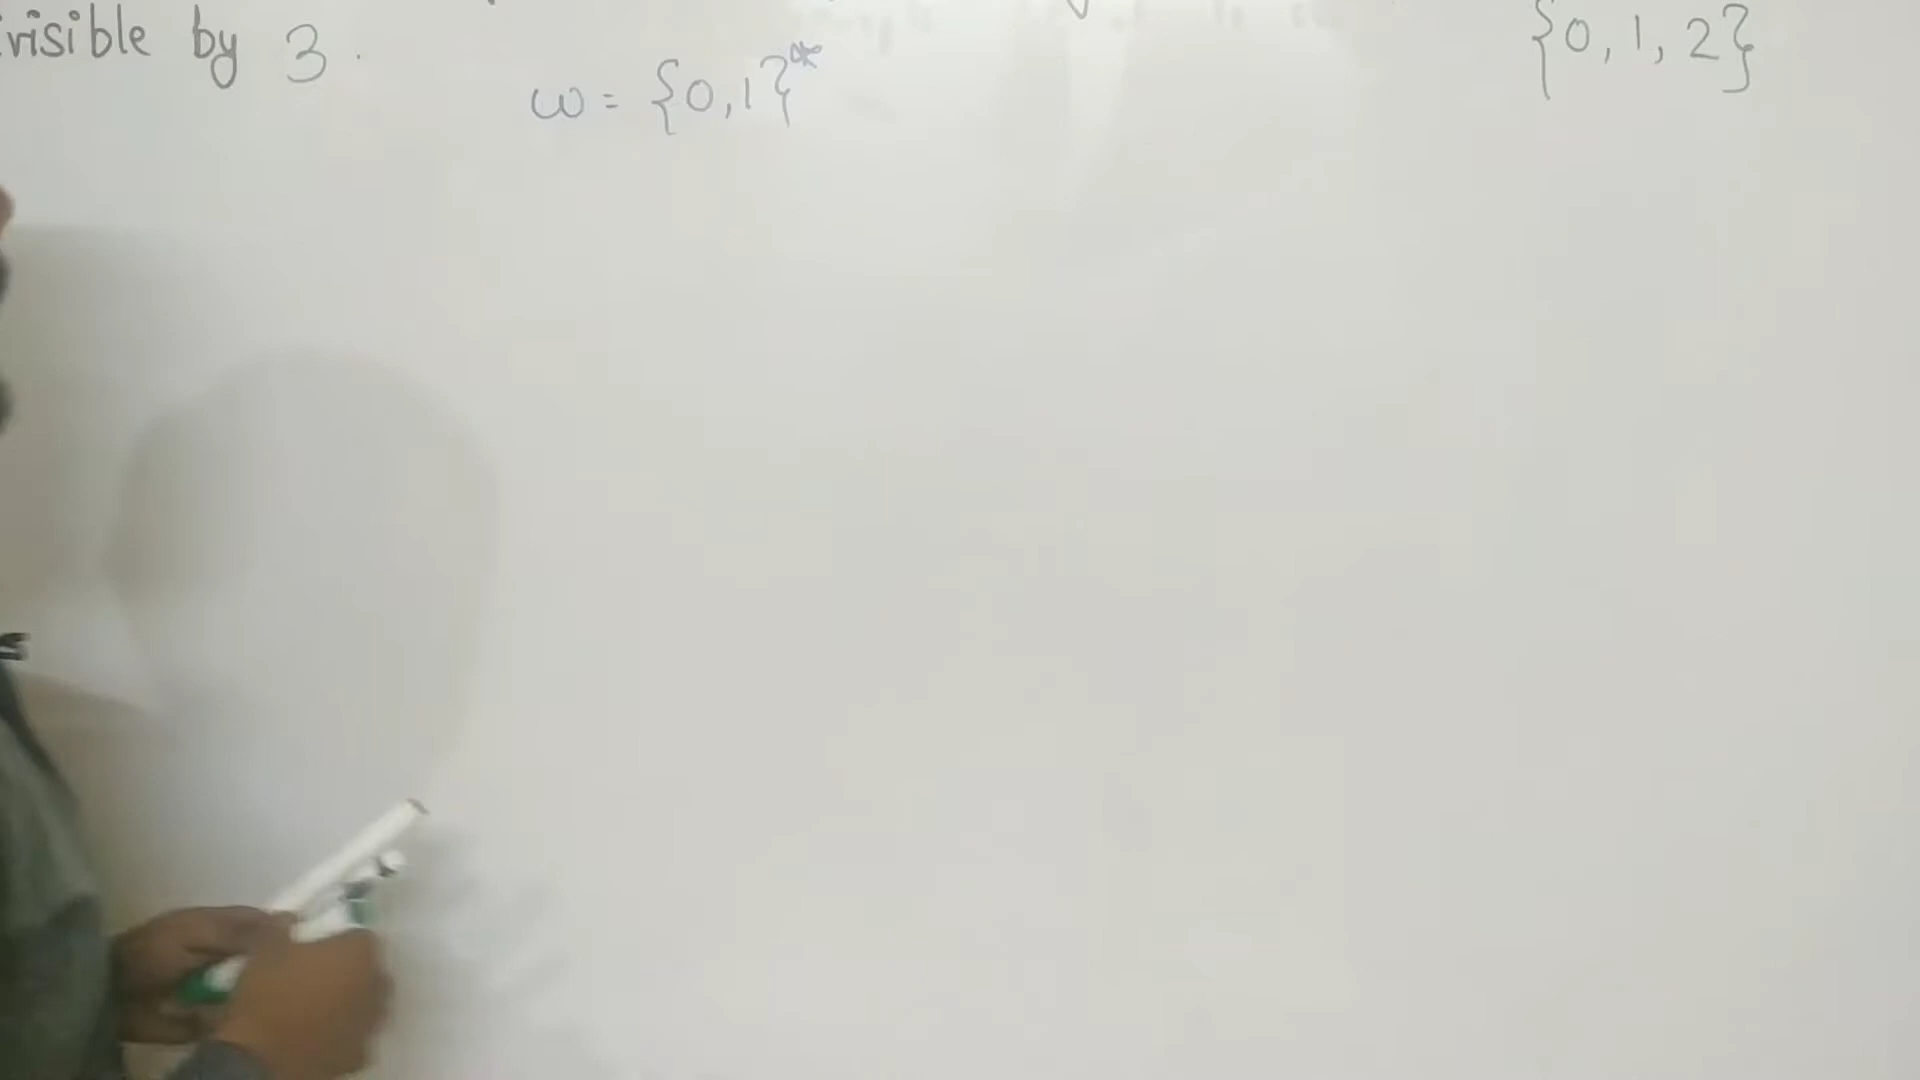 visible by 3.
ω = {0,1}*
{0, 1, 2}